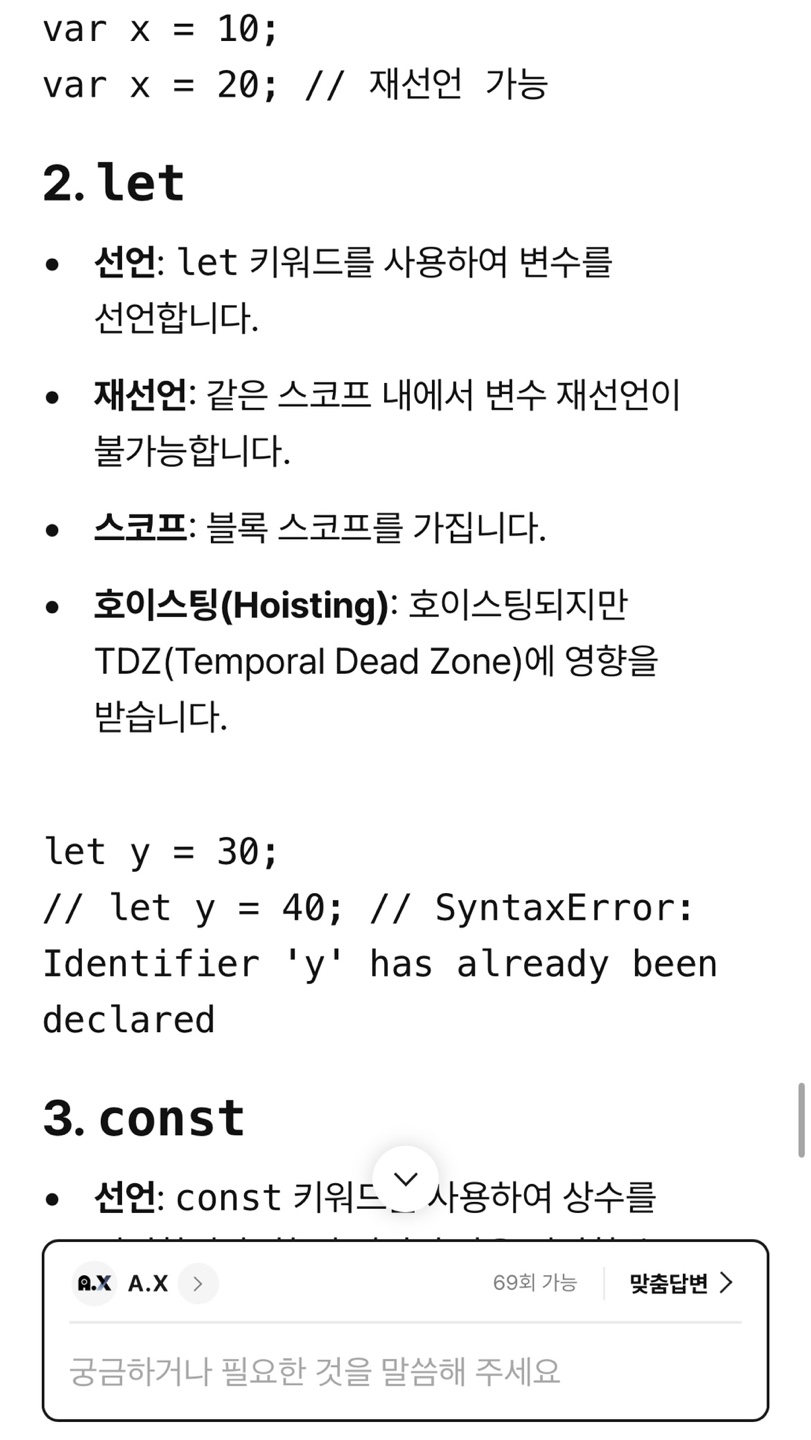 var x = 10;
var x = 20; // 재선언 가능
2. let
• 선언: let 키워드를 사용하여 변수를
선언합니다.
• 재선언: 같은 스코프 내에서 변수 재선언이
불가능합니다.
• 스코프: 블록 스코프를 가집니다.
• 호이스팅(Hoisting): 호이스팅되지만
TDZ(Temporal Dead Zone)에 영향을
받습니다.
let y = 30;
// let y = 40; // SyntaxError:
Identifier 'y' has already been
declared
3. const
• 선언: const 키워드 사용하여 상수를
A.X A.X 69회 가능 맞춤답변
궁금하거나 필요한 것을 말씀해 주세요